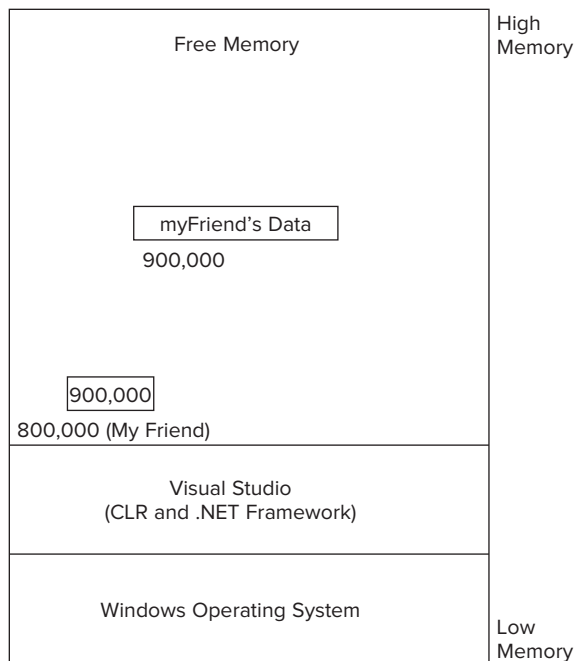 High
Memory
Free Memory
myFriend's Data
900,000
900,000
800,000 (My Friend)
Visual Studio
(CLR and .NET Framework)
Windows Operating System
Low
Memory